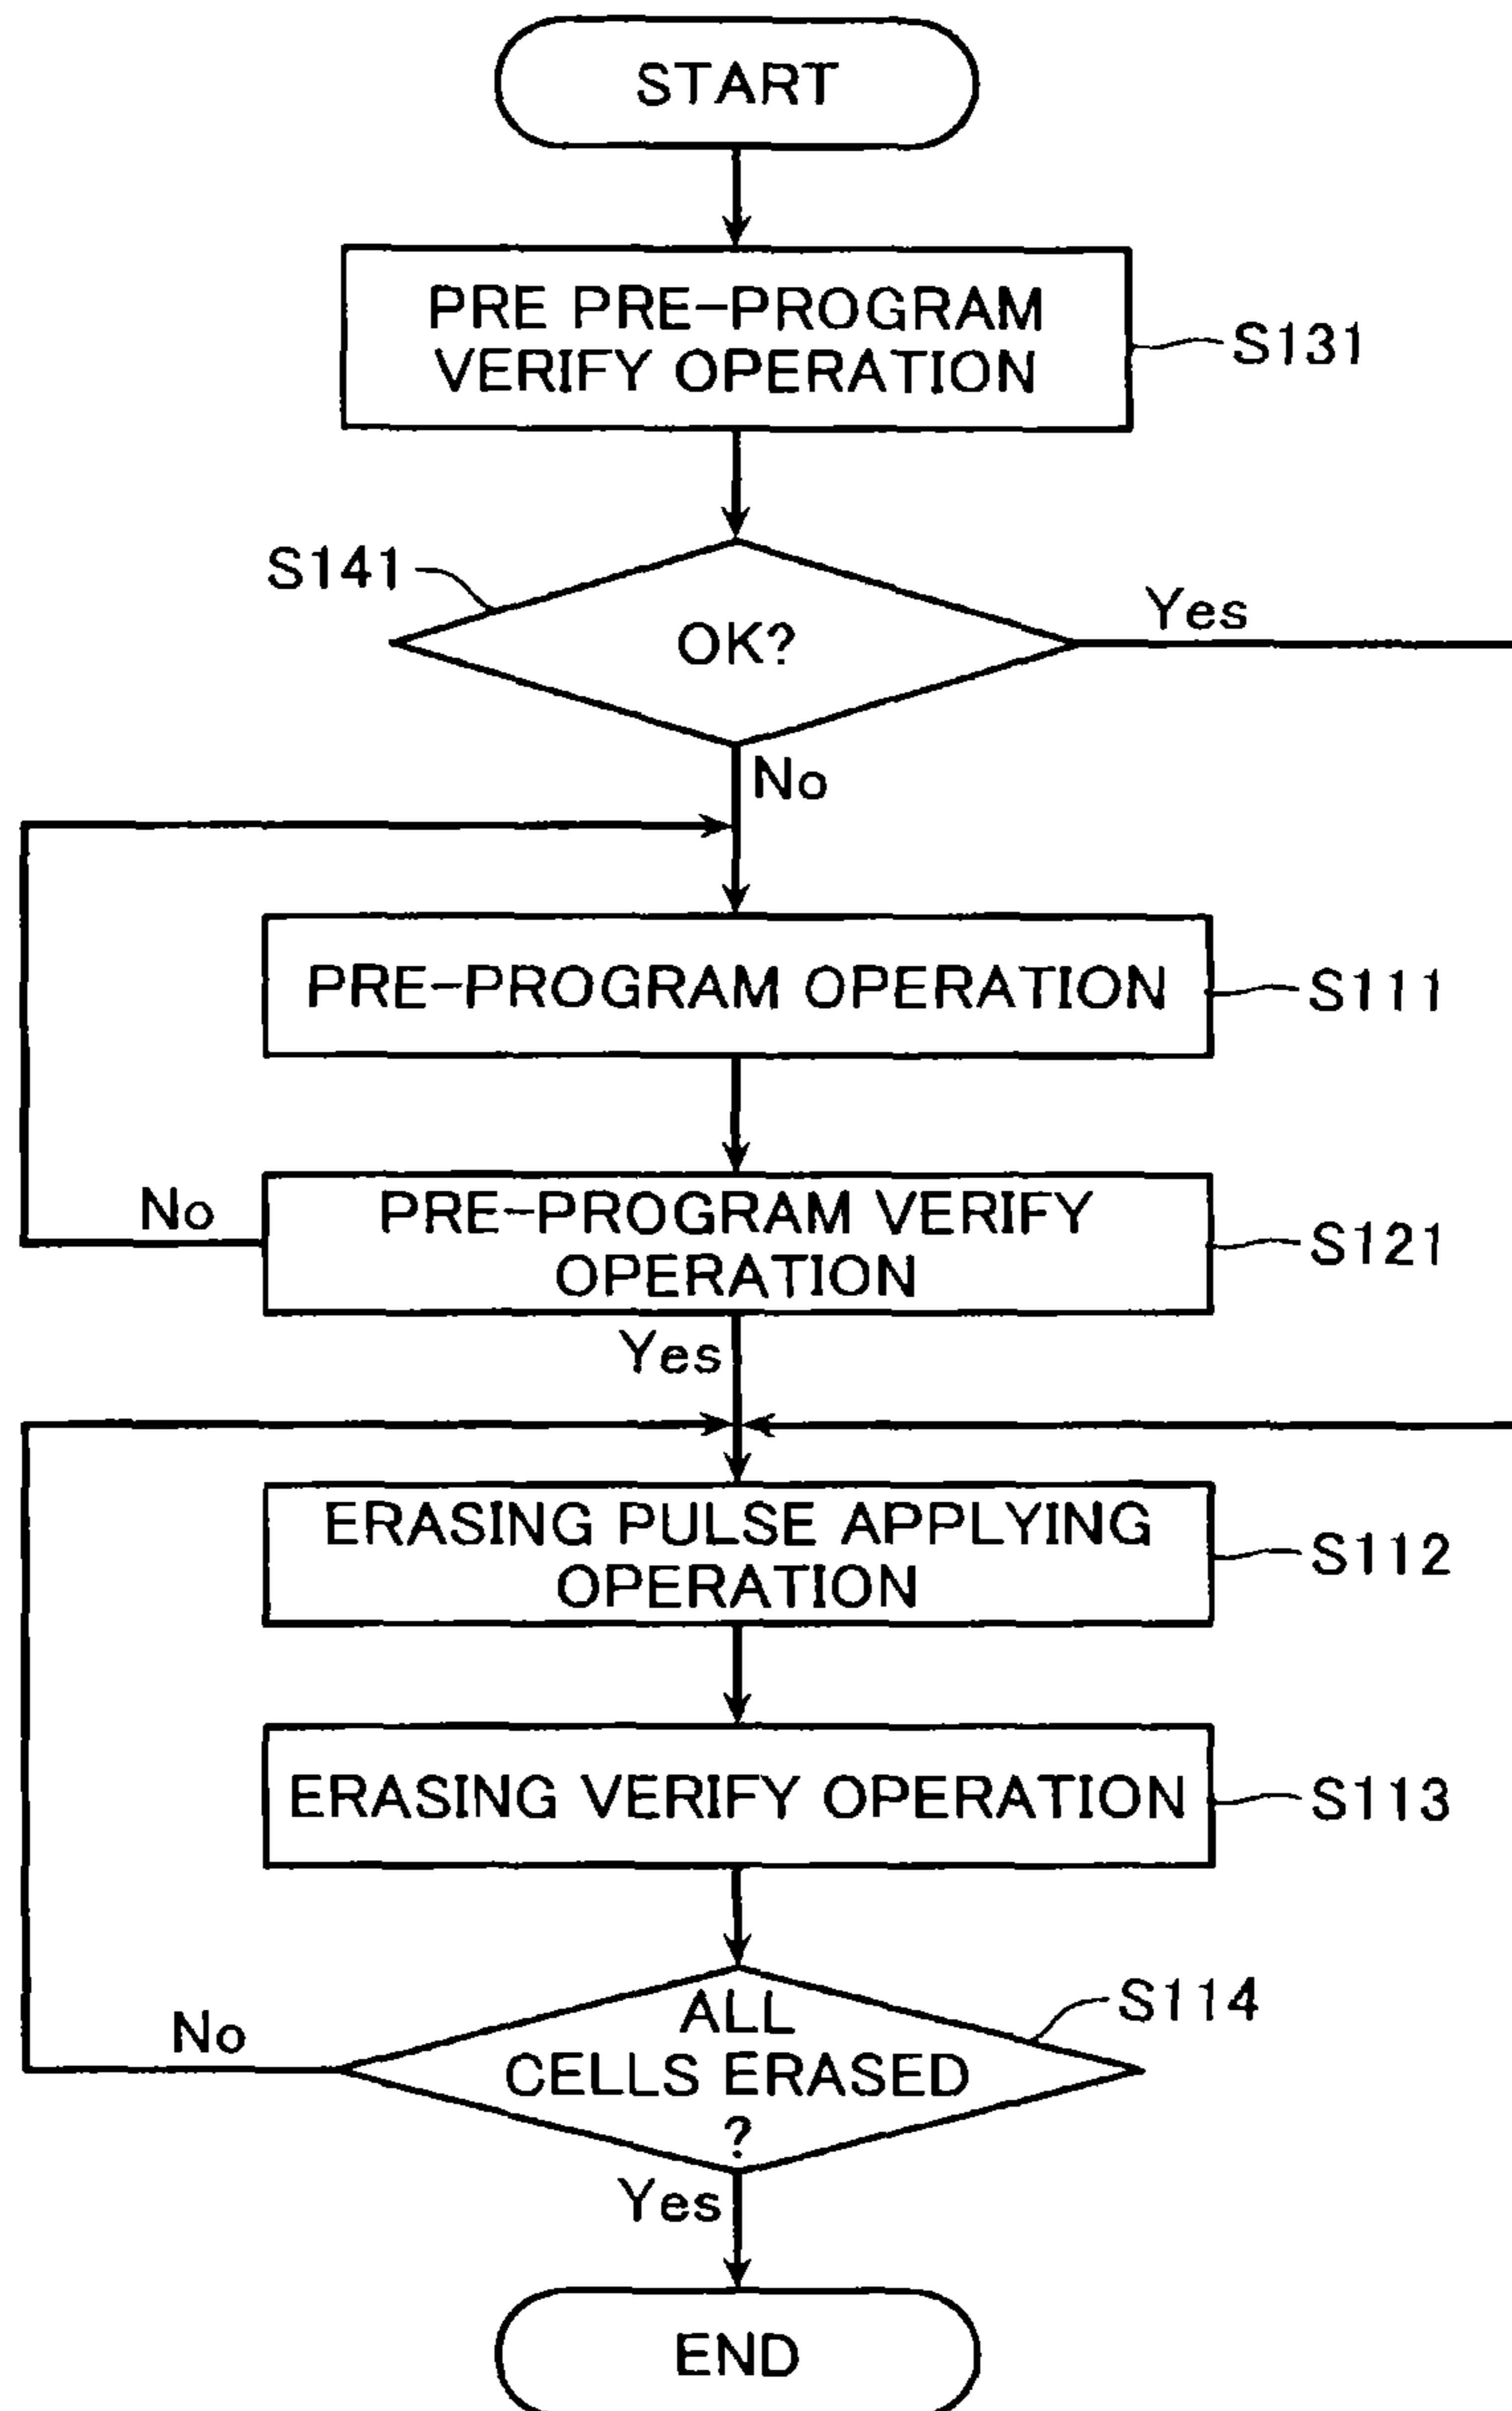 START
PRE PRE-PROGRAM
VERIFY OPERATION
S131
S141
OK?
Yes
No
PRE-PROGRAM OPERATION
S111
No
PRE-PROGRAM VERIFY
OPERATION
S121
Yes
ERASING PULSE APPLYING
OPERATION
S112
ERASING VERIFY OPERATION
S113
ALL
CELLS ERASED
?
S114
No
Yes
END